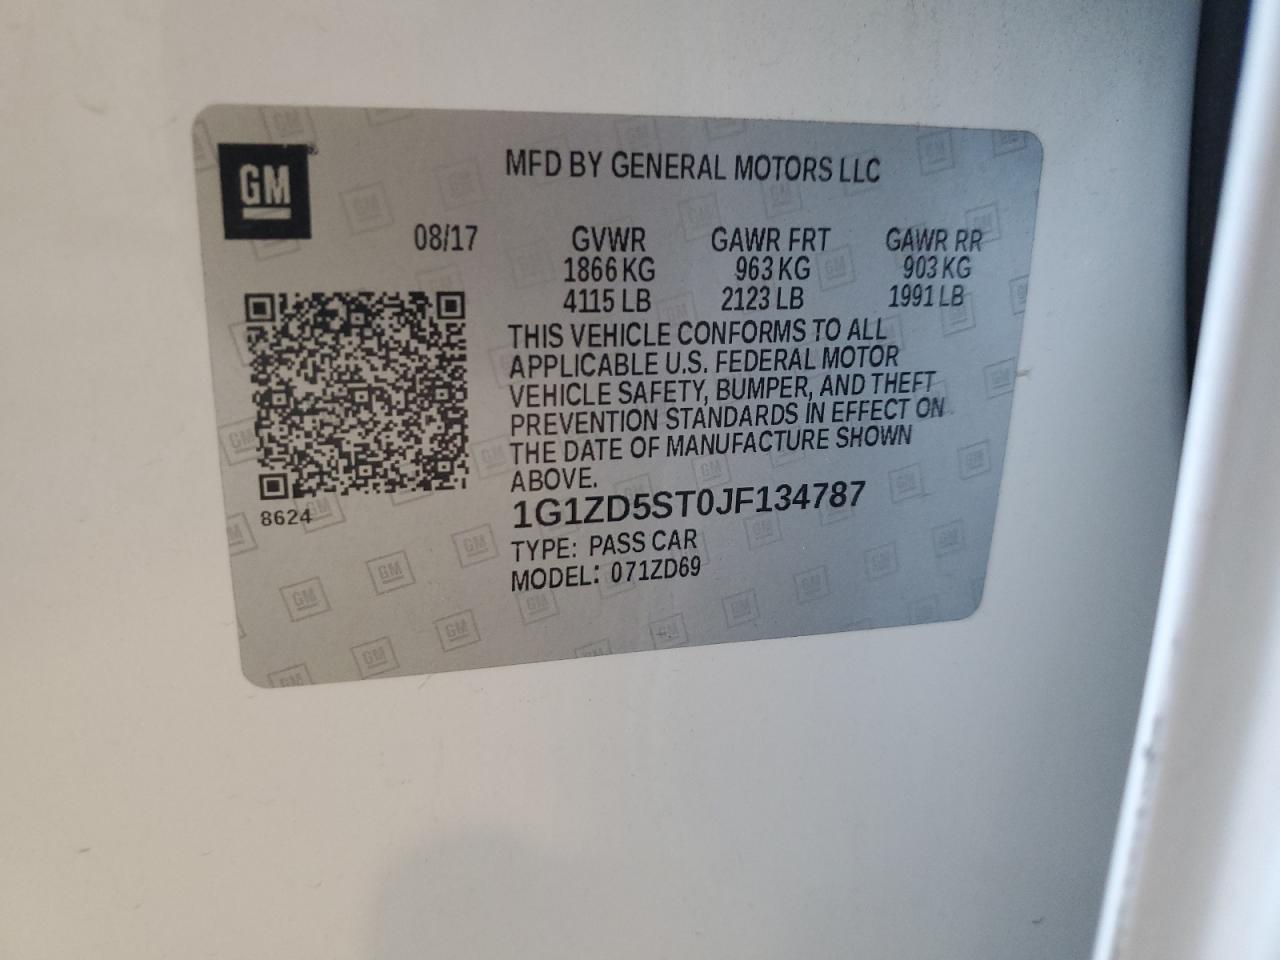 GM
MFD BY GENERAL MOTORS LLC
08/17 GVWR GAWR FRT GAWR RR
1866 KG 963 KG 903 KG
4115 LB 2123 LB 1991 LB
THIS VEHICLE CONFORMS TO ALL
APPLICABLE U.S. FEDERAL MOTOR
VEHICLE SAFETY, BUMPER, AND THEFT
PREVENTION STANDARDS IN EFFECT ON
THE DATE OF MANUFACTURE SHOWN
ABOVE.
8624
1G1ZD5ST0JF134787
TYPE: PASS CAR
MODEL: 071ZD69